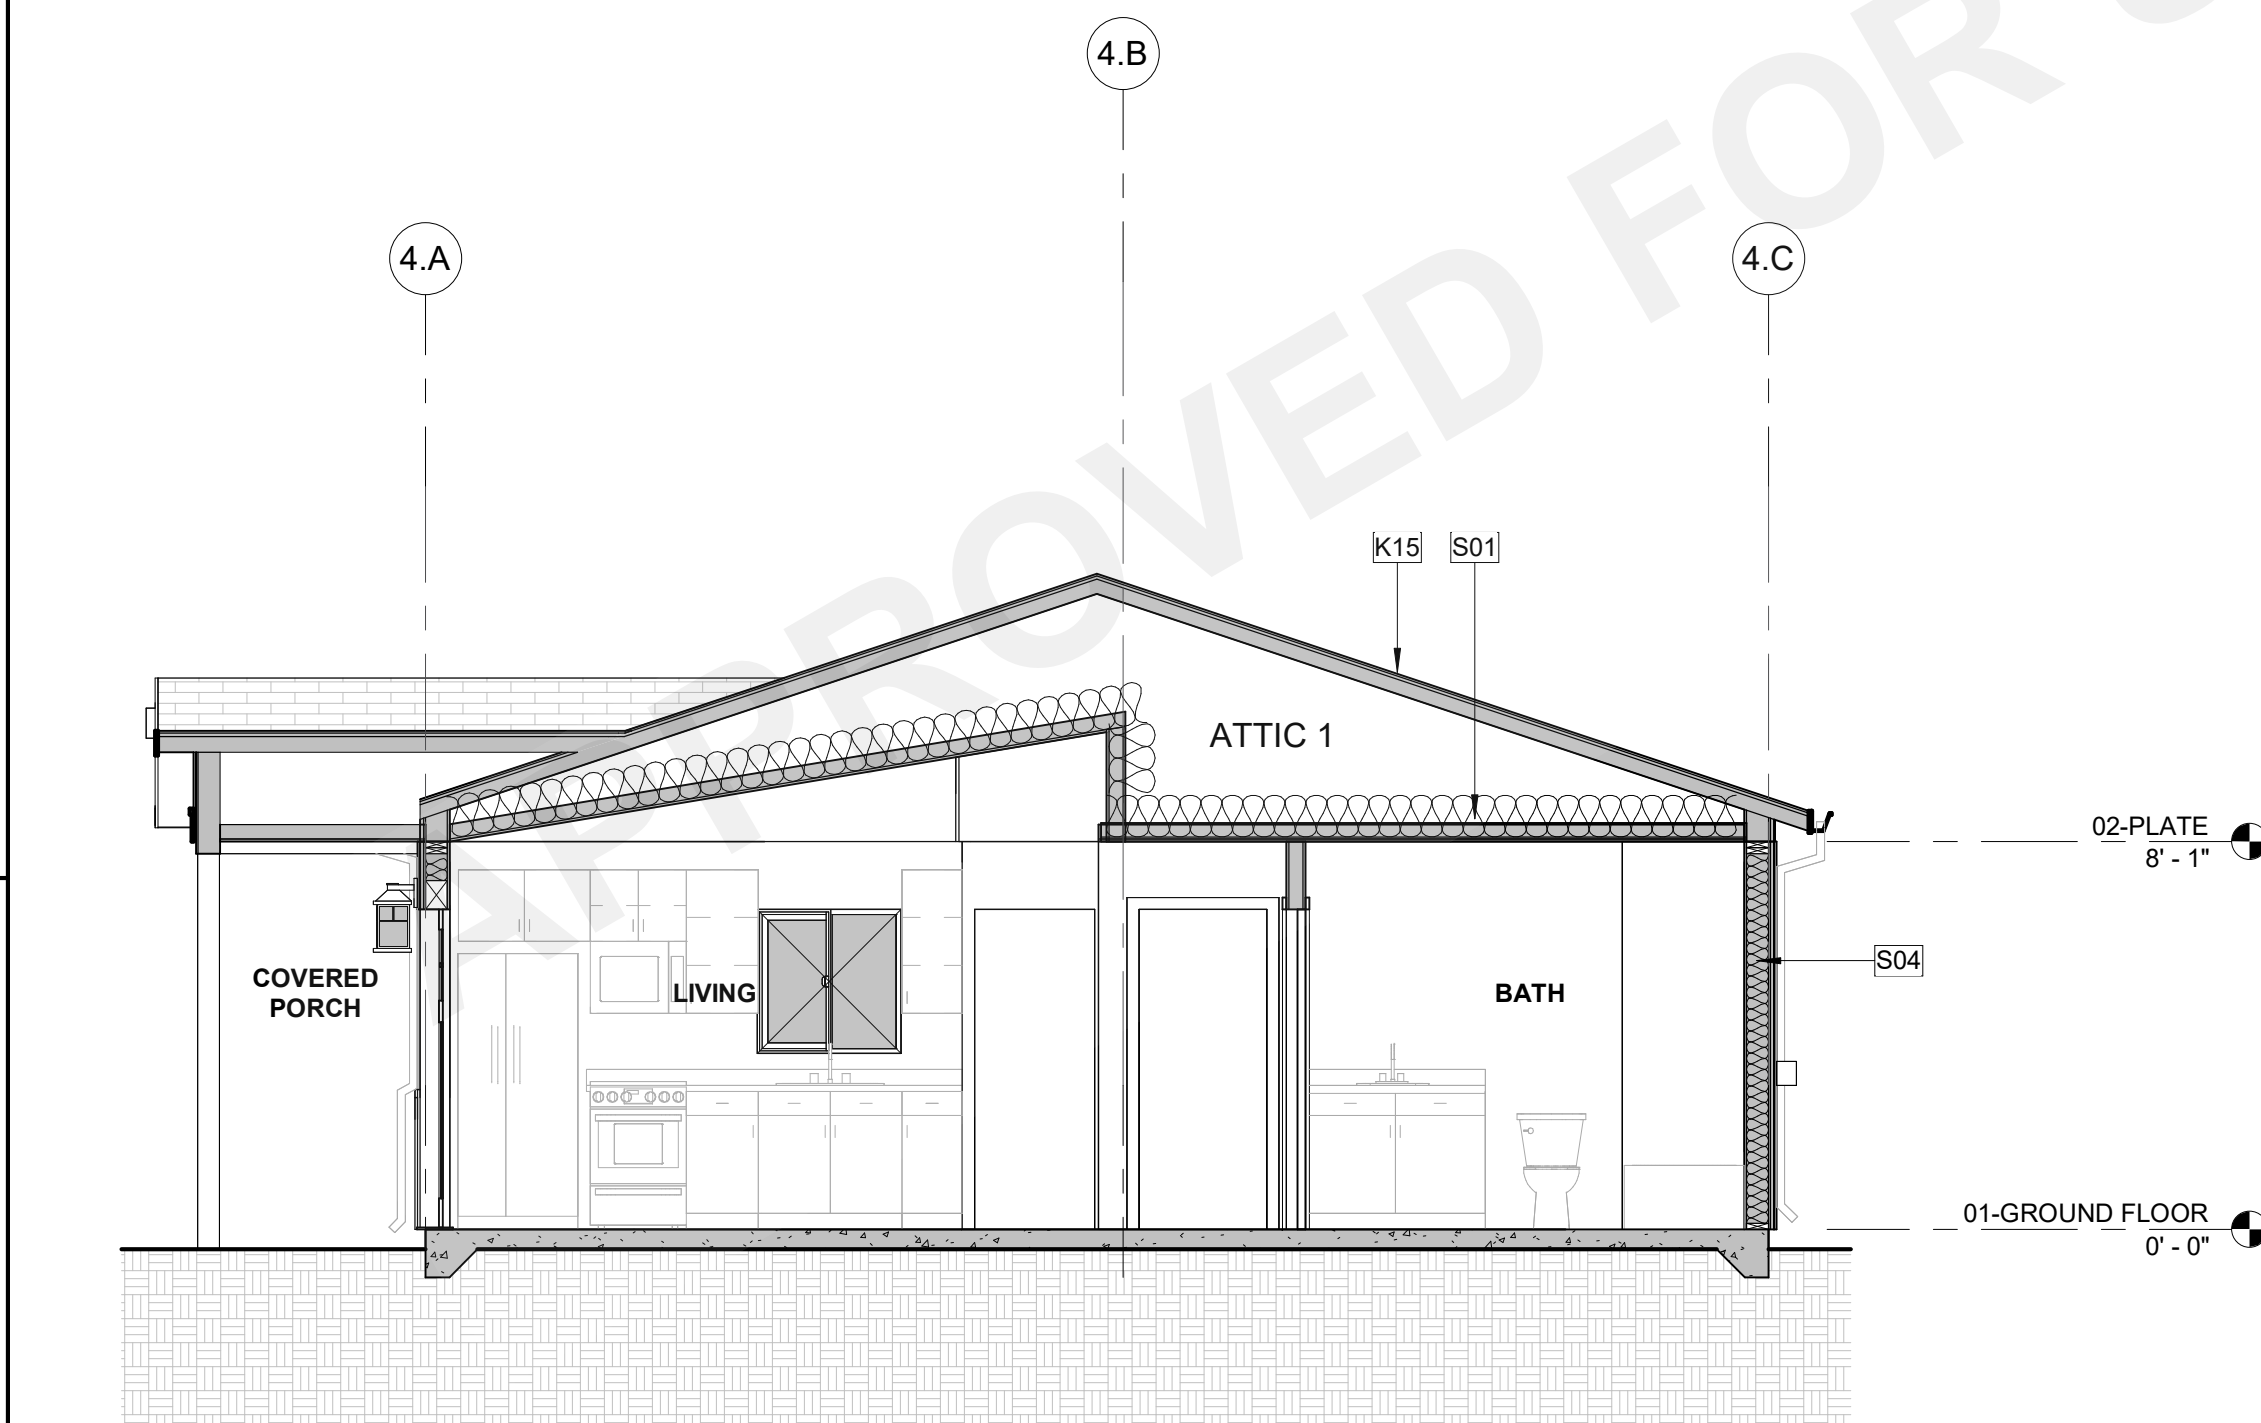 4.B
4.A
4.C
K15
S01
ATTIC 1
02-PLATE
8' - 1"
S04
COVERED
PORCH
LIVING
BATH
01-GROUND FLOOR
0' - 0"
APPROVED FOR